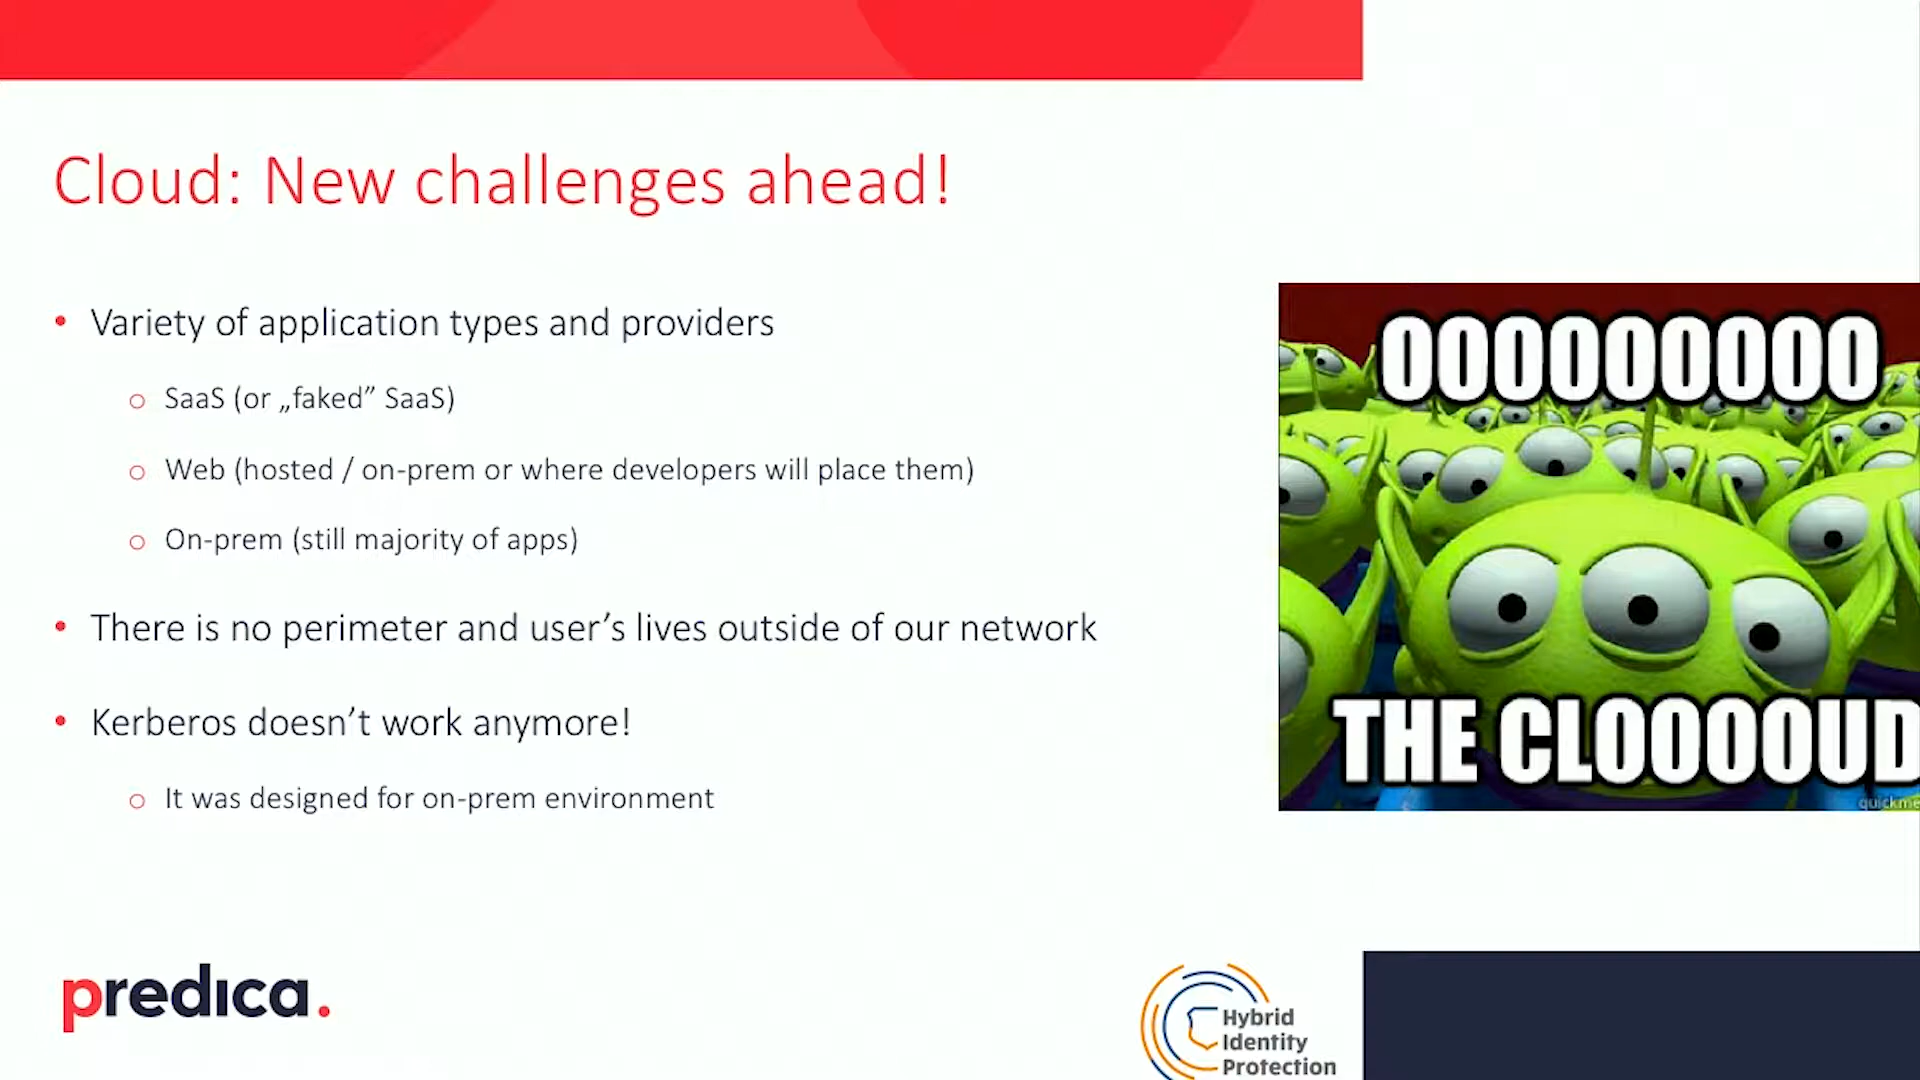 Cloud: New challenges ahead!
• Variety of application types and providers
o SaaS (or „faked” SaaS)
o Web (hosted / on-prem or where developers will place them)
o On-prem (still majority of apps)
• There is no perimeter and user’s lives outside of our network
• Kerberos doesn’t work anymore!
o It was designed for on-prem environment
OOOOOOOOO
THE CLOOOOUD
quickme
predica.
Hybrid
Identity
Protection